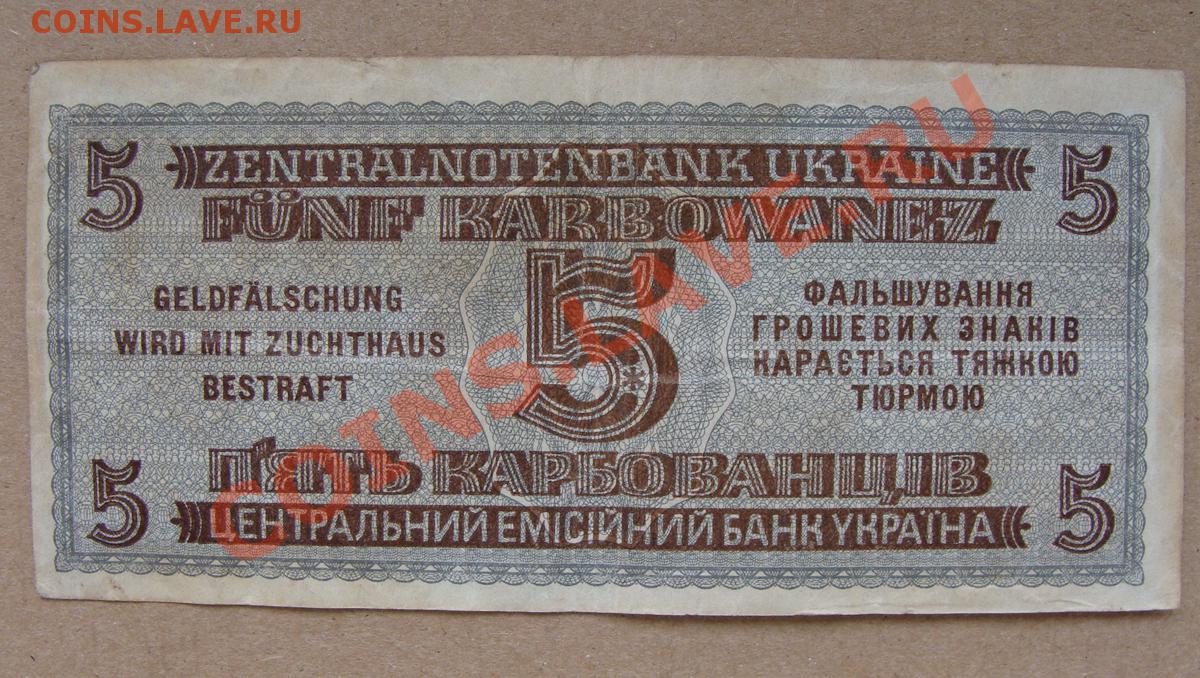 COINS.LAVE.RU
5 ZENTRALNOTENBANK UKRAINE 5
FÜNF KARBOWANEZ
GELDFÄLSCHUNG
WIRD MIT ZUCHTHAUS
BESTRAFT
5
ФАЛЬШУВАННЯ
ГРОШЕВИХ ЗНАКІВ
КАРАЄТЬСЯ ТЯЖКОЮ
ТЮРМОЮ
COINS.LAVE.RU
П'ЯТЬ КАРБОВАНЦІВ
5 ЦЕНТРАЛЬНИЙ ЕМІСІЙНИЙ БАНК УКРАЇНА 5